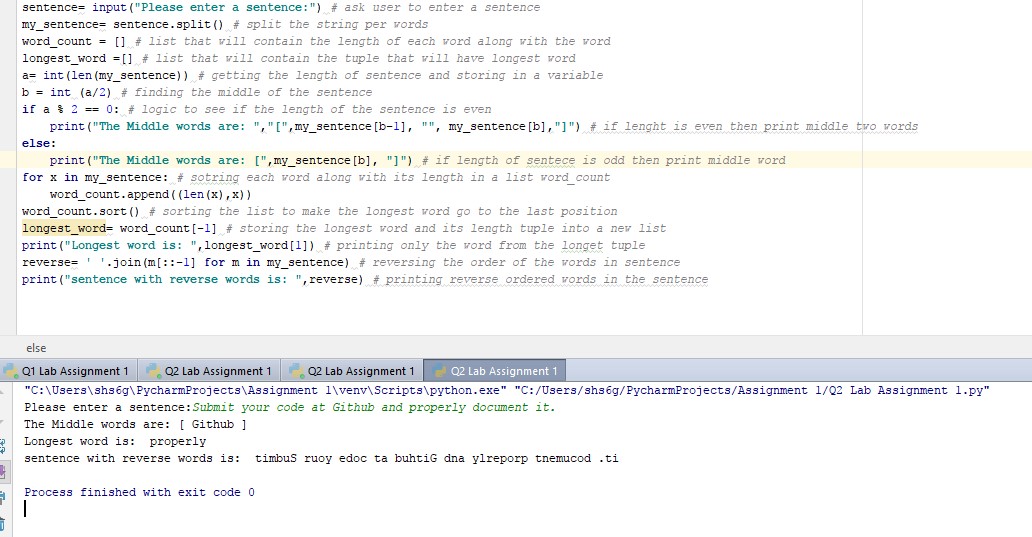 sentence= input("Please enter a sentence:") # ask user to enter a sentence
my_sentence= sentence.split() # split the string per words
word_count = [] # list that will contain the length of each word along with the word
longest_word =[] # list that will contain the tuple that will have longest word
a= int(len(my_sentence)) # getting the length of sentence and storing in a variable
b = int (a/2) # finding the middle of the sentence
if a % 2 == 0: # logic to see if the length of the sentence is even
print("The Middle words are: ","[",my_sentence[b-1], "", my_sentence[b],"]") # if lenght is even then print middle two words
else:
print("The Middle words are: [",my_sentence[b], "]") # if length of sentece is odd then print middle word
for x in my_sentence: # sotring each word along with its length in a list word_count
word_count.append((len(x),x))
word_count.sort() # sorting the list to make the longest word go to the last position
longest_word= word_count[-1] # storing the longest word and its length tuple into a new list
print("Longest word is: ",longest_word[1]) # printing only the word from the longet tuple
reverse= ' '.join(m[::-1] for m in my_sentence) # reversing the order of the words in sentence
print("sentence with reverse words is: ",reverse) # printing reverse ordered words in the sentence
else
Q1 Lab Assignment 1 Q2 Lab Assignment 1 Q2 Lab Assignment 1 Q2 Lab Assignment 1
"C:\Users\shs6g\PycharmProjects\Assignment 1\venv\Scripts\python.exe" "C:/Users/shs6g/PycharmProjects/Assignment 1/Q2 Lab Assignment 1.py"
Please enter a sentence:Submit your code at Github and properly document it.
The Middle words are: [ Github ]
Longest word is:  properly
sentence with reverse words is:  timbuS ruoy edoc ta buhtiG dna ylreporp tnemucod .ti
Process finished with exit code 0